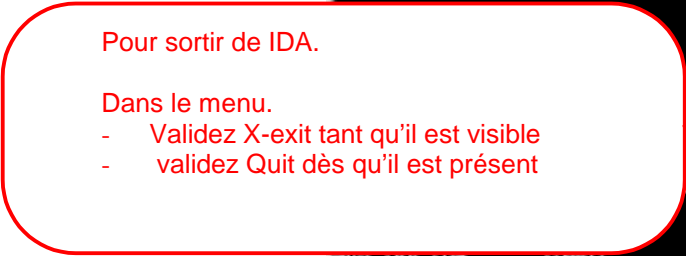 Pour sortir de IDA.
Dans le menu.
- Validez X-exit tant qu'il est visible
- validez Quit dès qu'il est présent